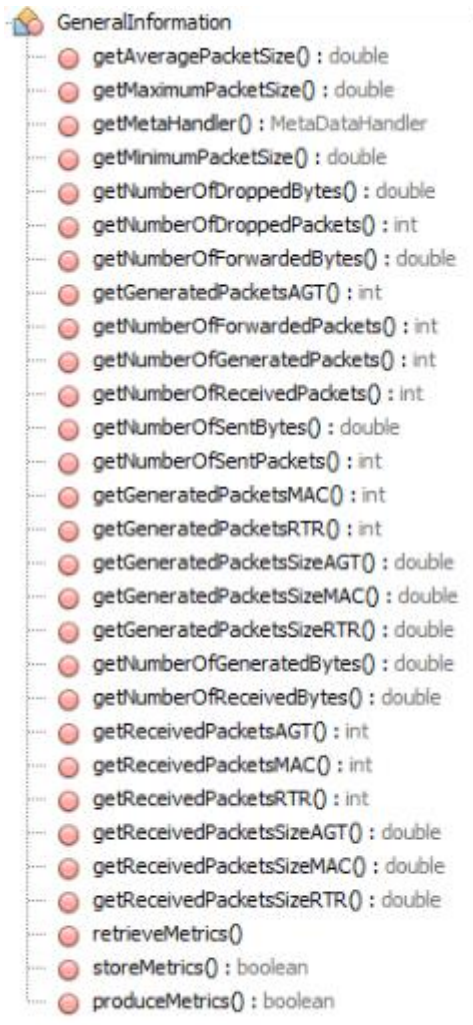 GeneralInformation
getAveragePacketSize() : double
getMaximumPacketSize() : double
getMetaHandler() : MetaDataHandler
getMinimumPacketSize() : double
getNumberOfDroppedBytes() : double
getNumberOfDroppedPackets() : int
getNumberOfForwardedBytes() : double
getGeneratedPacketsAGT() : int
getNumberOfForwardedPackets() : int
getNumberOfGeneratedPackets() : int
getNumberOfReceivedPackets() : int
getNumberOfSentBytes() : double
getNumberOfSentPackets() : int
getGeneratedPacketsMAC() : int
getGeneratedPacketsRTR() : int
getGeneratedPacketsSizeAGT() : double
getGeneratedPacketsSizeMAC() : double
getGeneratedPacketsSizeRTR() : double
getNumberOfGeneratedBytes() : double
getNumberOfReceivedBytes() : double
getReceivedPacketsAGT() : int
getReceivedPacketsMAC() : int
getReceivedPacketsRTR() : int
getReceivedPacketsSizeAGT() : double
getReceivedPacketsSizeMAC() : double
getReceivedPacketsSizeRTR() : double
retrieveMetrics()
storeMetrics() : boolean
produceMetrics() : boolean